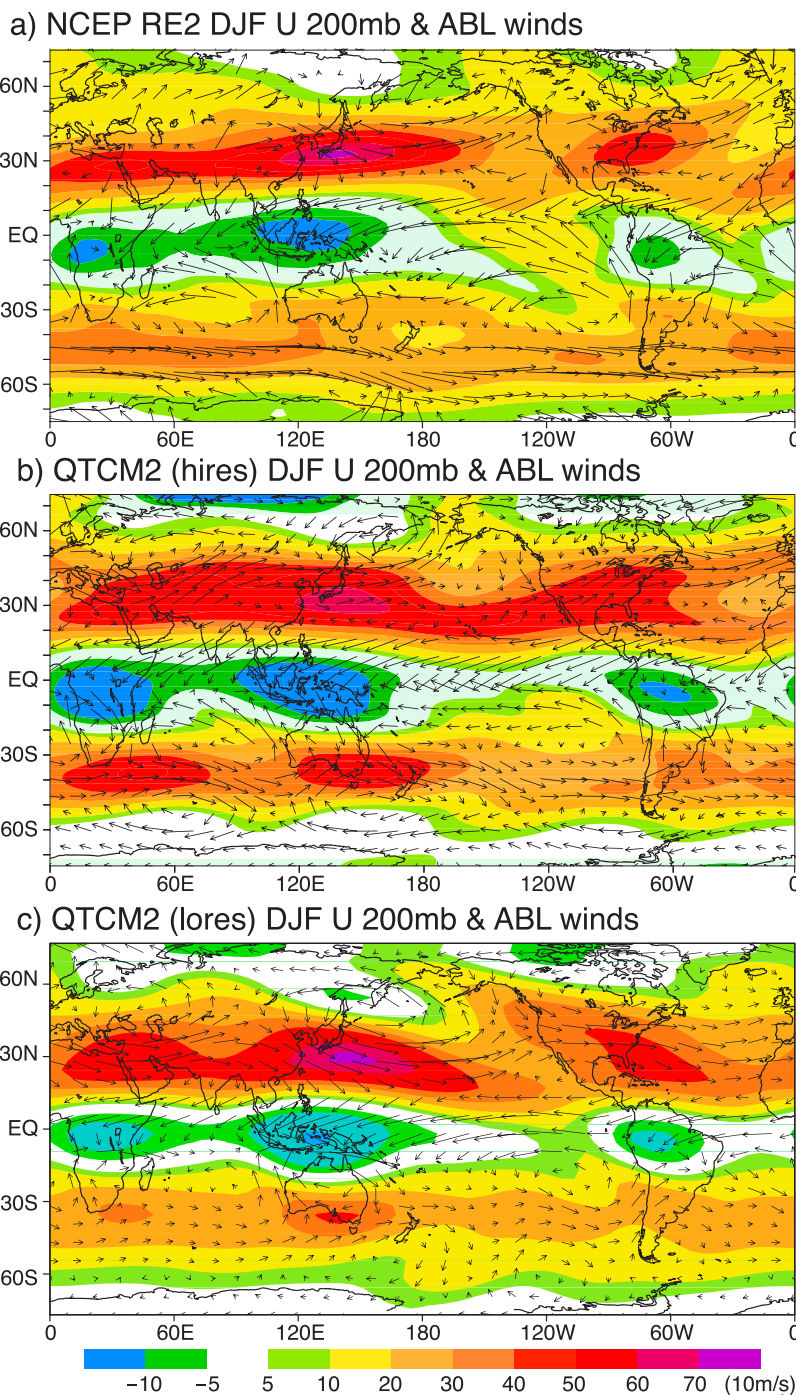 a) NCEP RE2 DJF U 200mb & ABL winds
60N
30N
EQ
30S
60S
0 60E 120E 180 120W 60W 0
b) QTCM2 (hires) DJF U 200mb & ABL winds
60N
30N
EQ
30S
60S
0 60E 120E 180 120W 60W 0
c) QTCM2 (lores) DJF U 200mb & ABL winds
60N
30N
EQ
30S
60S
0 60E 120E 180 120W 60W 0
−10 −5 5 10 20 30 40 50 60 70 (10m/s)